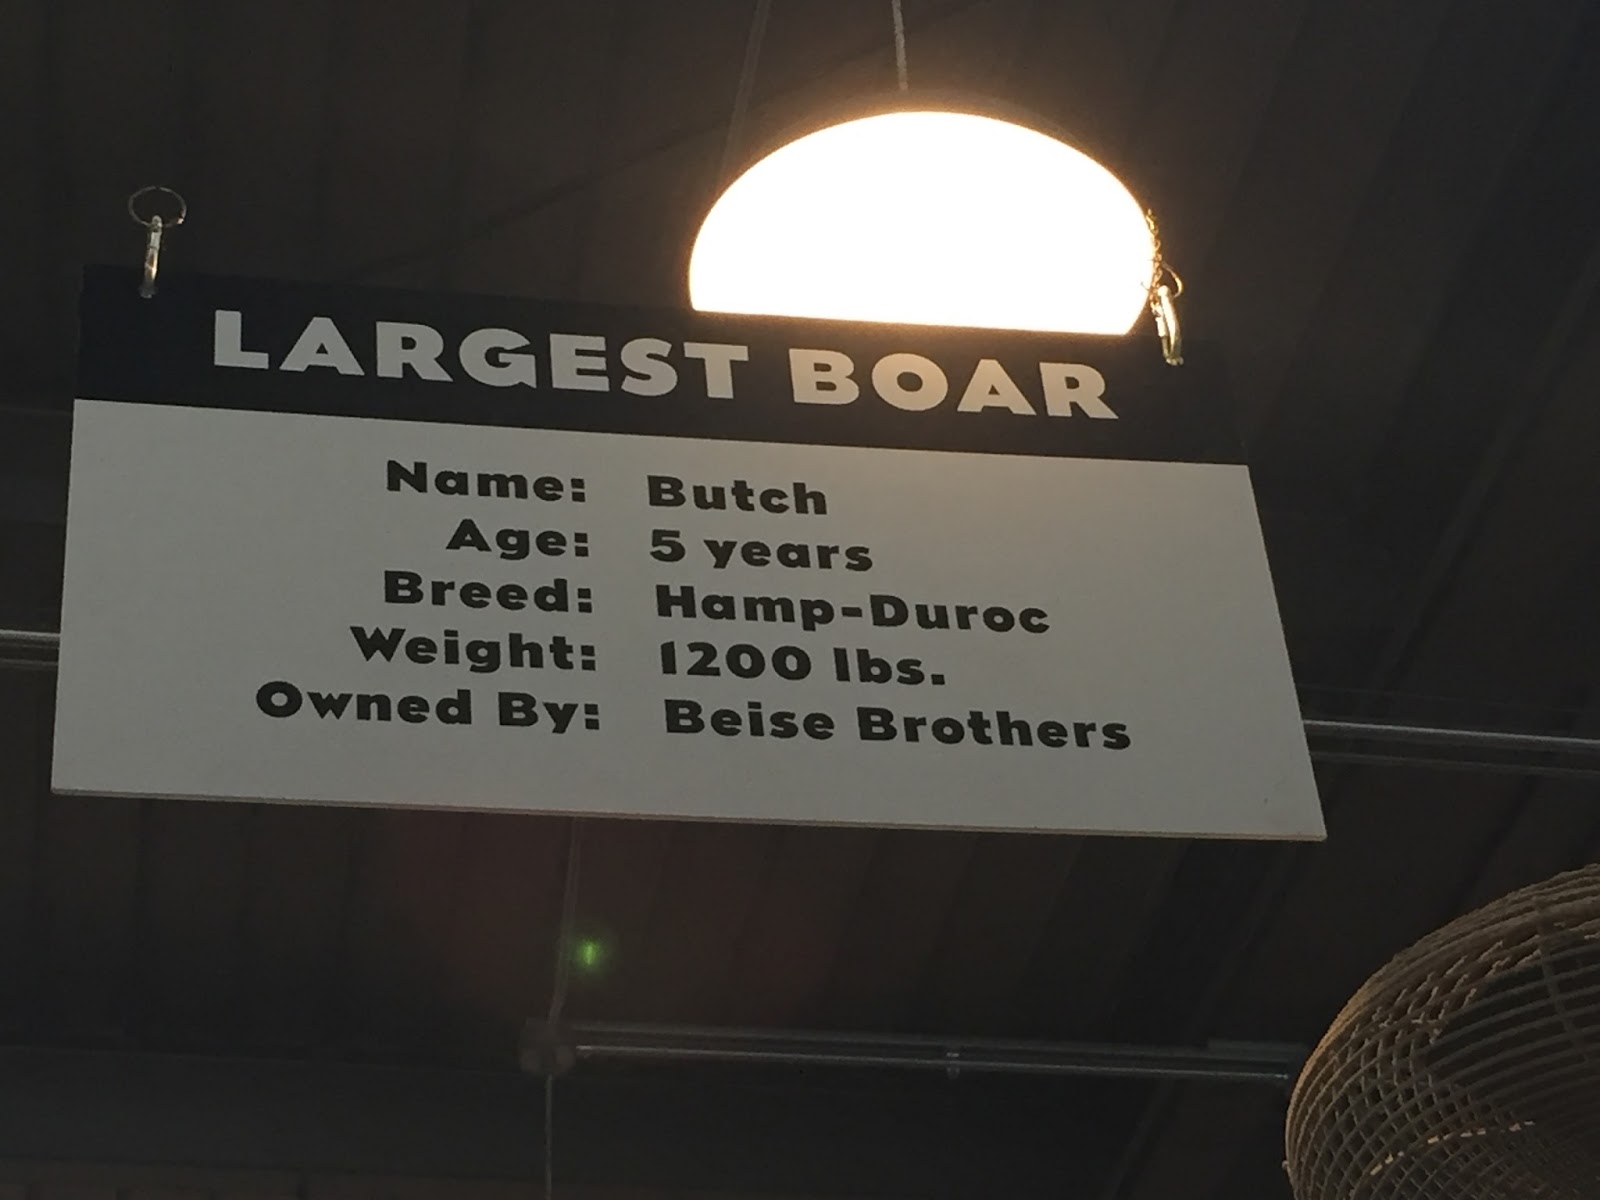 LARGEST BOAR
Name: Butch
Age: 5 years
Breed: Hamp-Duroc
Weight: 1200 lbs.
Owned By: Beise Brothers